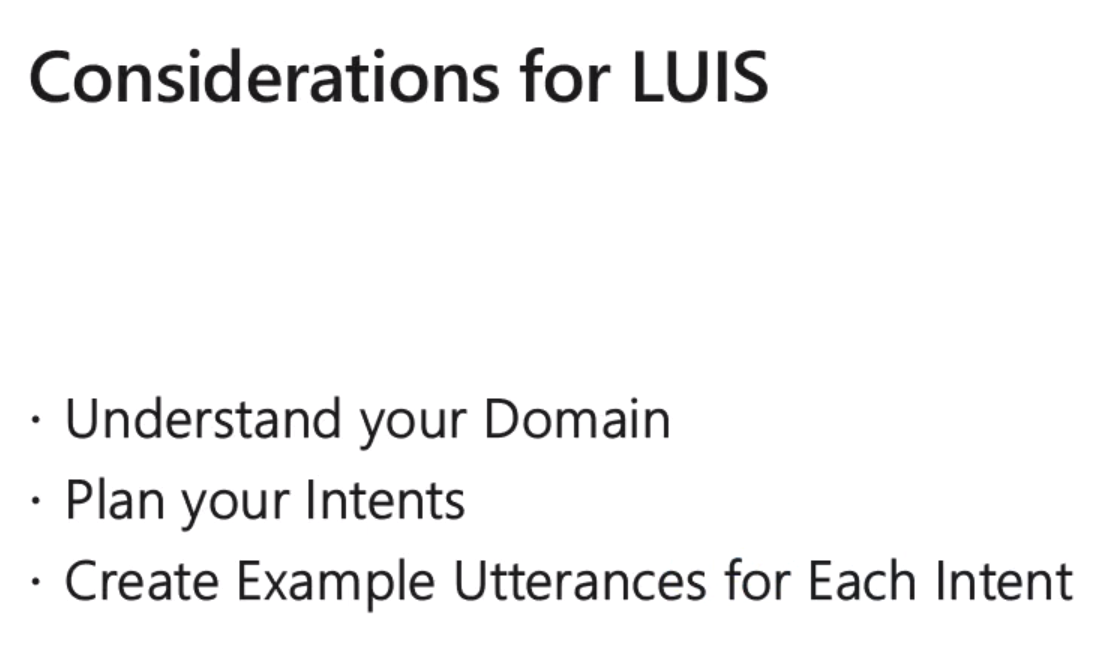 Considerations for LUIS
· Understand your Domain
· Plan your Intents
· Create Example Utterances for Each Intent